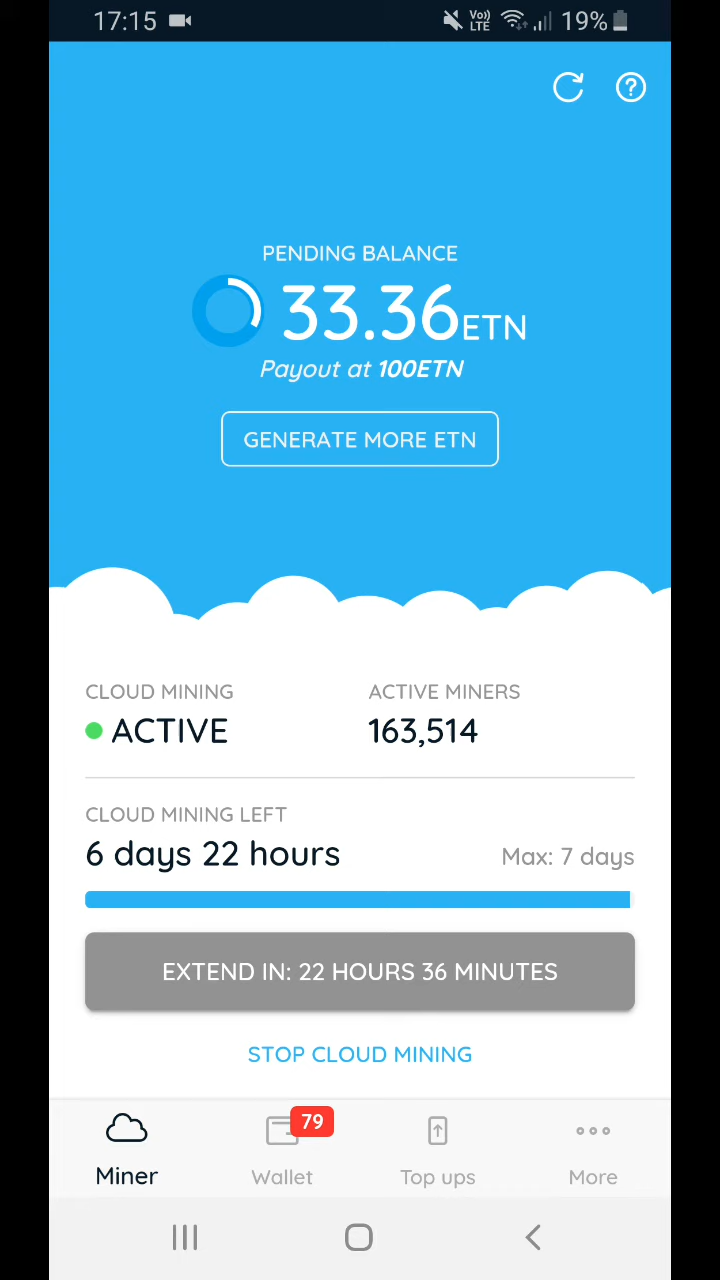 17:15 Vo)) LTE 19%
PENDING BALANCE
33.36ETN
Payout at 100ETN
GENERATE MORE ETN
CLOUD MINING ACTIVE MINERS
ACTIVE 163,514
CLOUD MINING LEFT
6 days 22 hours Max: 7 days
EXTEND IN: 22 HOURS 36 MINUTES
STOP CLOUD MINING
79
Miner Wallet Top ups More